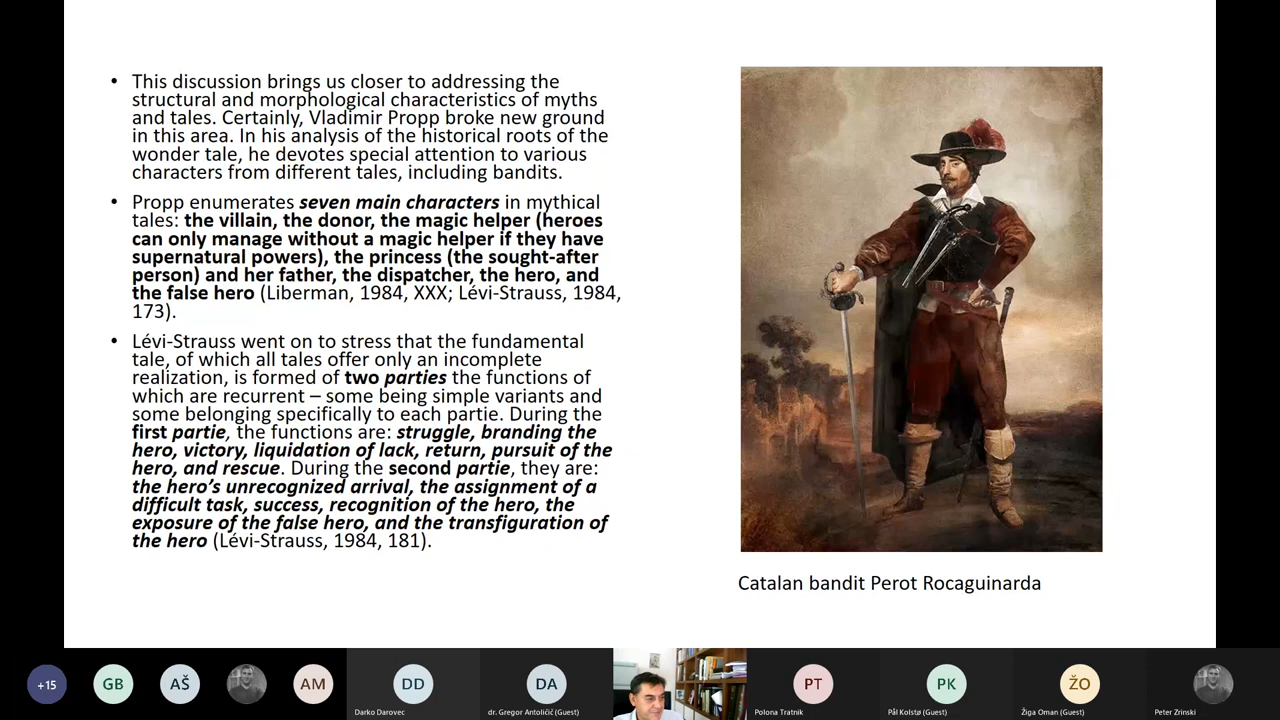 • This discussion brings us closer to addressing the
structural and morphological characteristics of myths
and tales. Certainly, Vladimir Propp broke new ground
in this area. In his analysis of the historical roots of the
wonder tale, he devotes special attention to various
characters from different tales, including bandits.
• Propp enumerates seven main characters in mythical
tales: the villain, the donor, the magic helper (heroes
can only manage without a magic helper if they have
supernatural powers), the princess (the sought-after
person) and her father, the dispatcher, the hero, and
the false hero (Liberman, 1984, XXX; Lévi-Strauss, 1984,
173).
• Lévi-Strauss went on to stress that the fundamental
tale, of which all tales offer only an incomplete
realization, is formed of two parties the functions of
which are recurrent – some being simple variants and
some belonging specifically to each partie. During the
first partie, the functions are: struggle, branding the
hero, victory, liquidation of lack, return, pursuit of the
hero, and rescue. During the second partie, they are:
the hero’s unrecognized arrival, the assignment of a
difficult task, success, recognition of the hero, the
exposure of the false hero, and the transfiguration of
the hero (Lévi-Strauss, 1984, 181).
Catalan bandit Perot Rocaguinarda
+15
GB
AŠ
AM
DD
DA
PT
PK
ŽO
Darko Darovec
dr. Gregor Antoličič (Guest)
Polona Tratnik
Pål Kolstø (Guest)
Žiga Oman (Guest)
Peter Zrinski